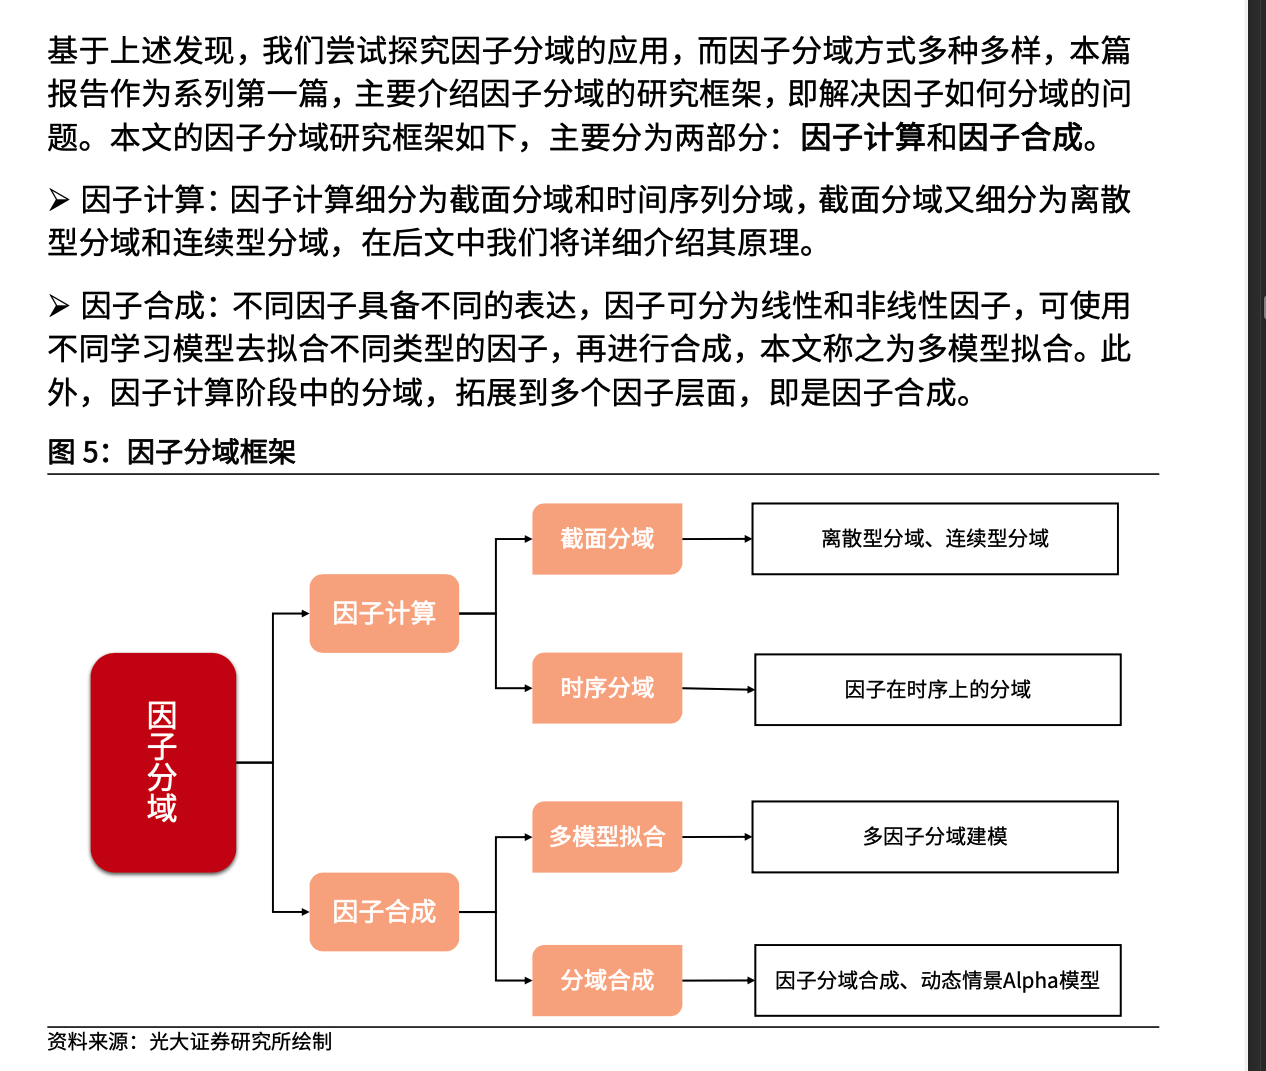 基于上述发现，我们尝试探究因子分域的应用，而因子分域方式多种多样，本篇
报告作为系列第一篇，主要介绍因子分域的研究框架，即解决因子如何分域的问
题。本文的因子分域研究框架如下，主要分为两部分：因子计算和因子合成。
➢ 因子计算：因子计算细分为截面分域和时间序列分域，截面分域又细分为离散
型分域和连续型分域，在后文中我们将详细介绍其原理。
➢ 因子合成：不同因子具备不同的表达，因子可分为线性和非线性因子，可使用
不同学习模型去拟合不同类型的因子，再进行合成，本文称之为多模型拟合。此
外，因子计算阶段中的分域，拓展到多个因子层面，即是因子合成。
图 5：因子分域框架
因子分域
因子计算
截面分域
离散型分域、连续型分域
时序分域
因子在时序上的分域
因子合成
多模型拟合
多因子分域建模
分域合成
因子分域合成、动态情景Alpha模型
资料来源：光大证券研究所绘制